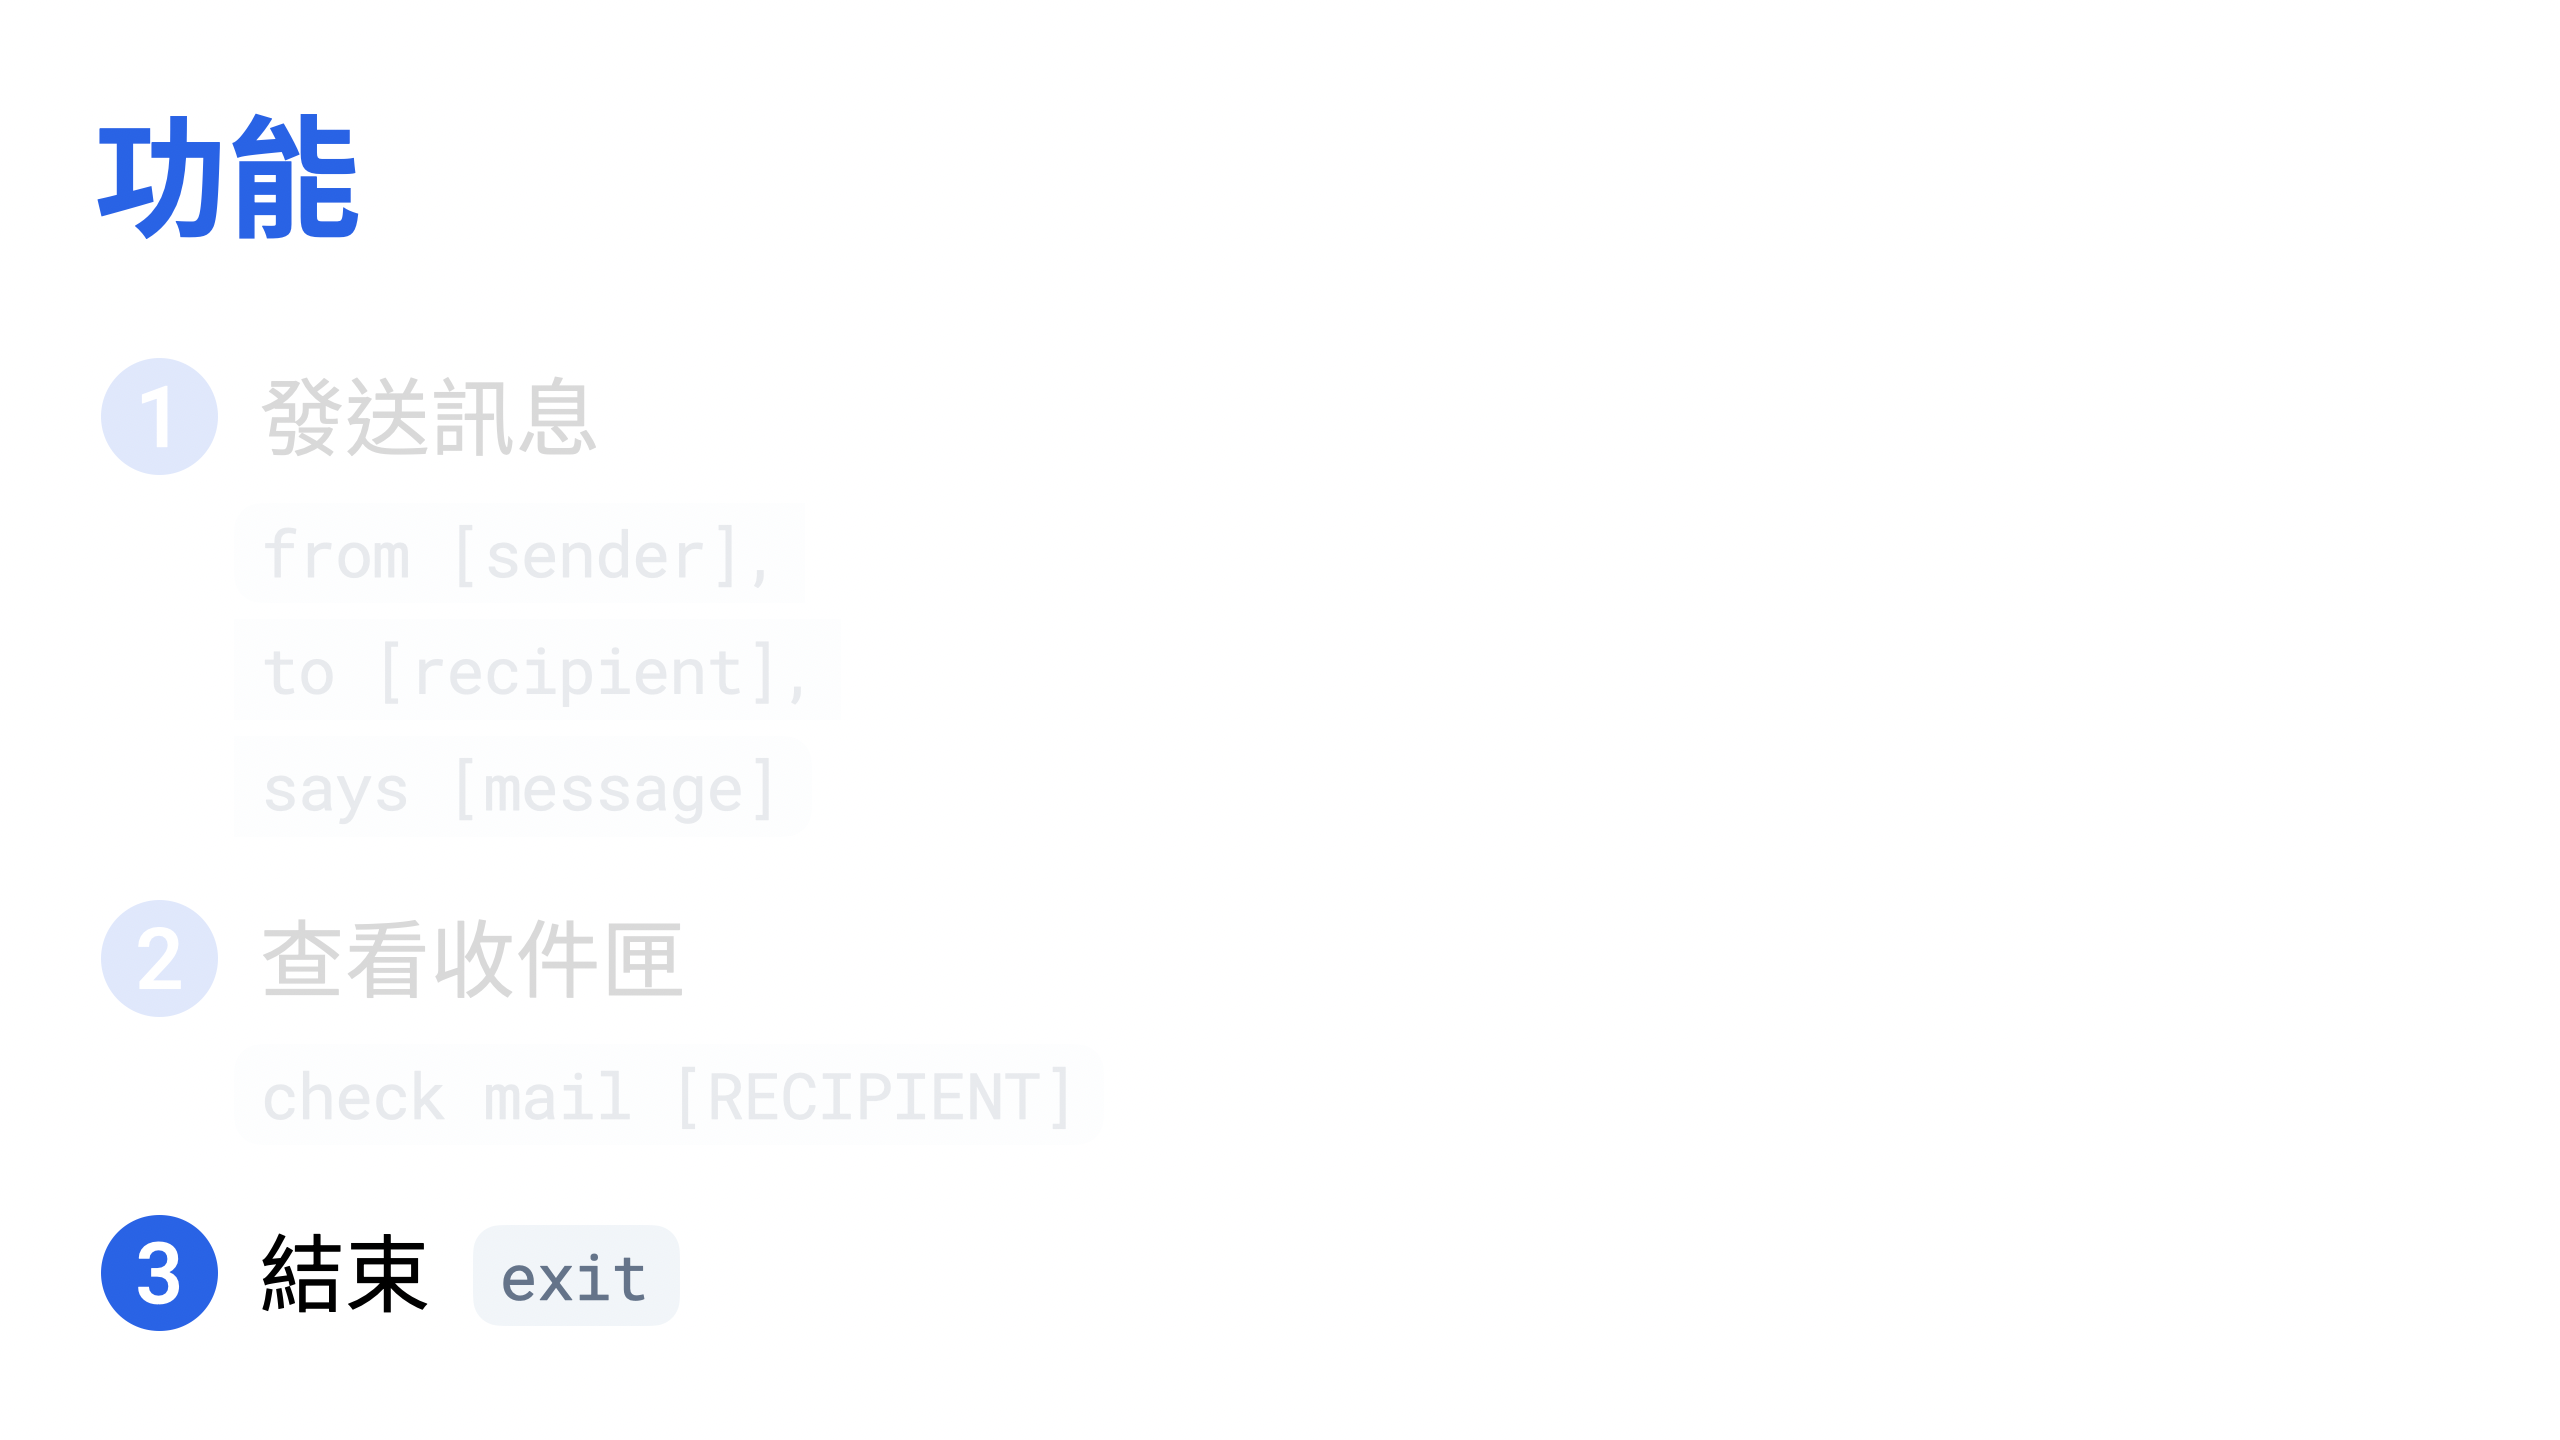 功能
1 發送訊息
from [sender],
to [recipient],
says [message]
2 查看收件匣
check mail [RECIPIENT]
3 結束 exit